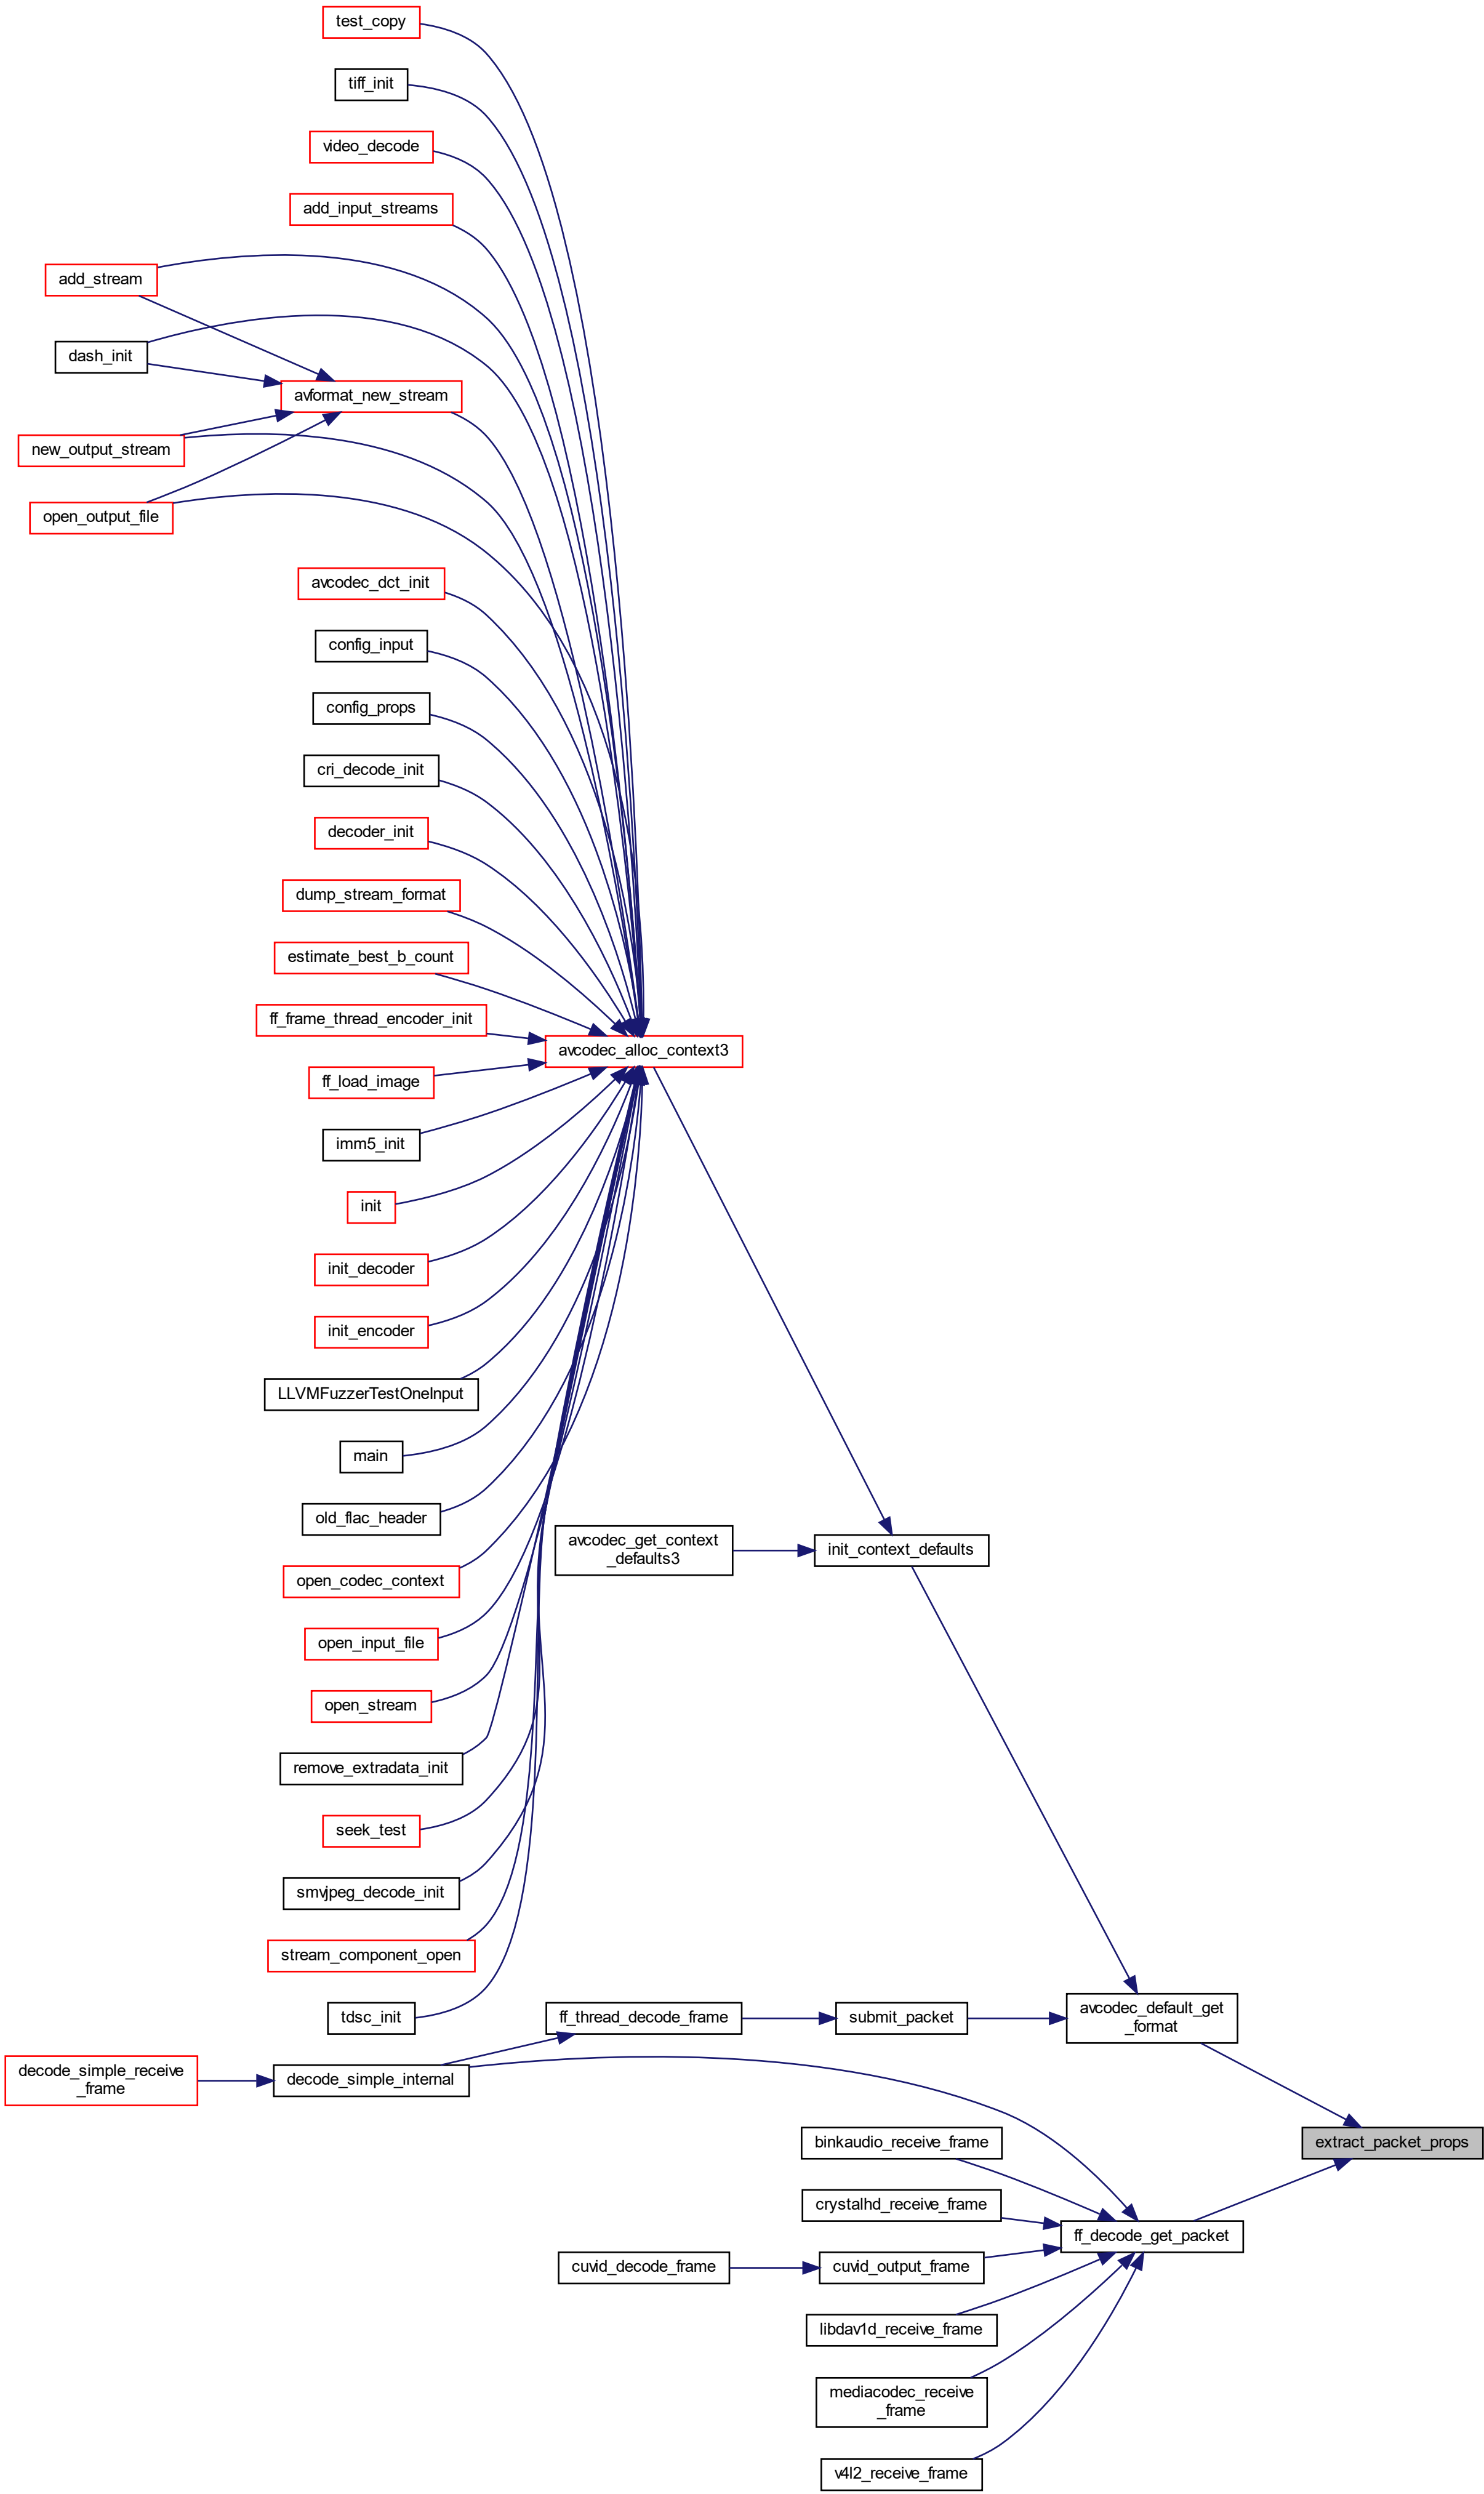 test_copy
tiff_init
video_decode
add_input_streams
add_stream
dash_init
avformat_new_stream
new_output_stream
open_output_file
avcodec_dct_init
config_input
config_props
cri_decode_init
decoder_init
dump_stream_format
estimate_best_b_count
ff_frame_thread_encoder_init
avcodec_alloc_context3
ff_load_image
imm5_init
init
init_decoder
init_encoder
LLVMFuzzerTestOneInput
main
old_flac_header
avcodec_get_context
_defaults3
init_context_defaults
open_codec_context
open_input_file
open_stream
remove_extradata_init
seek_test
smvjpeg_decode_init
stream_component_open
tdsc_init
ff_thread_decode_frame
submit_packet
avcodec_default_get
_format
decode_simple_receive
_frame
decode_simple_internal
binkaudio_receive_frame
extract_packet_props
crystalhd_receive_frame
ff_decode_get_packet
cuvid_decode_frame
cuvid_output_frame
libdav1d_receive_frame
mediacodec_receive
_frame
v4l2_receive_frame